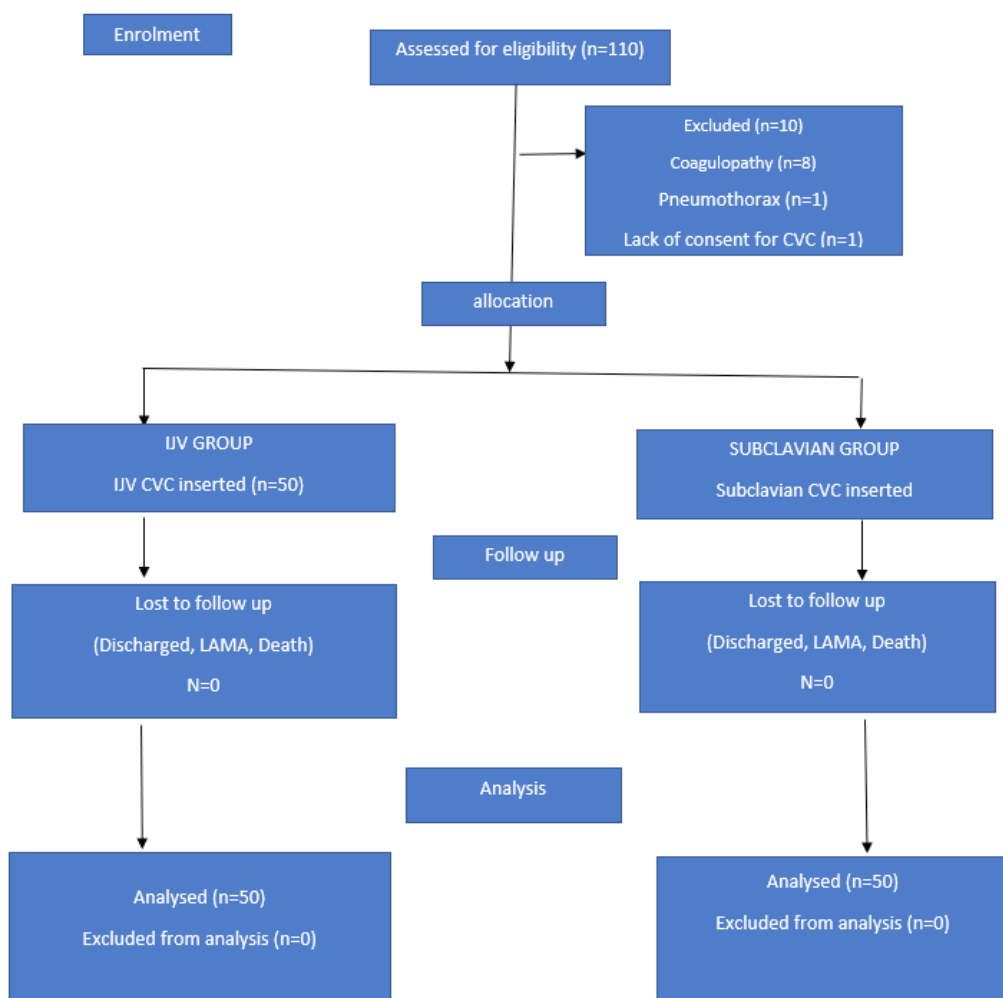 Enrolment
Assessed for eligibility (n=110)
Excluded (n=10)
Coagulopathy (n=8)
Pneumothorax (n=1)
Lack of consent for CVC (n=1)
allocation
IJV GROUP
IJV CVC inserted (n=50)
SUBCLAVIAN GROUP
Subclavian CVC inserted
Follow up
Lost to follow up
(Discharged, LAMA, Death)
N=0
Lost to follow up
(Discharged, LAMA, Death)
N=0
Analysis
Analysed (n=50)
Excluded from analysis (n=0)
Analysed (n=50)
Excluded from analysis (n=0)